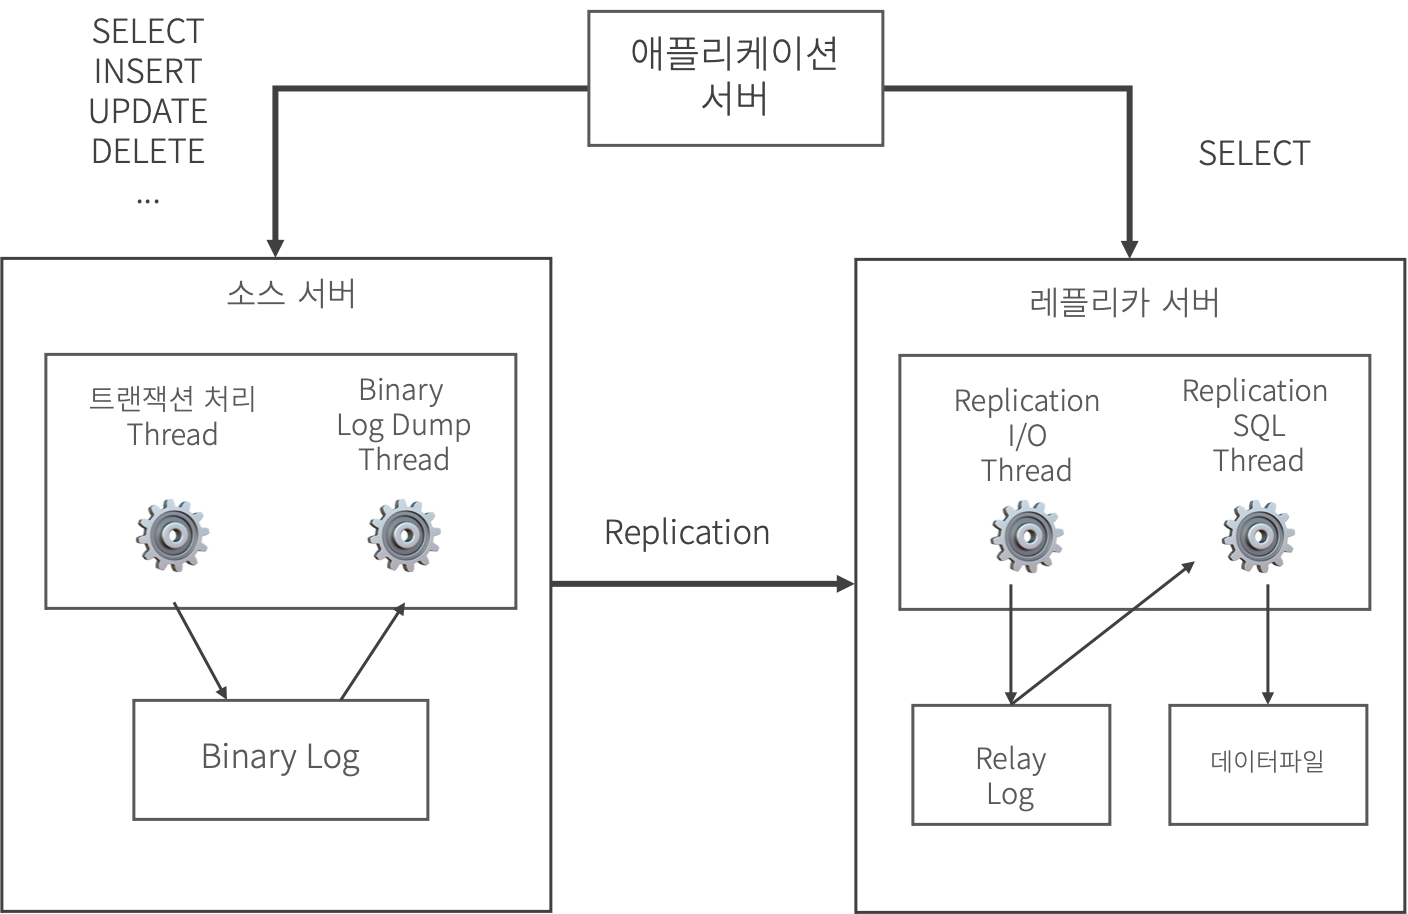 SELECT
INSERT
UPDATE
DELETE
...
애플리케이션
서버
SELECT
소스 서버
트랜잭션 처리
Thread
Binary
Log Dump
Thread
Binary Log
Replication
레플리카 서버
Replication
I/O
Thread
Replication
SQL
Thread
Relay
Log
데이터파일